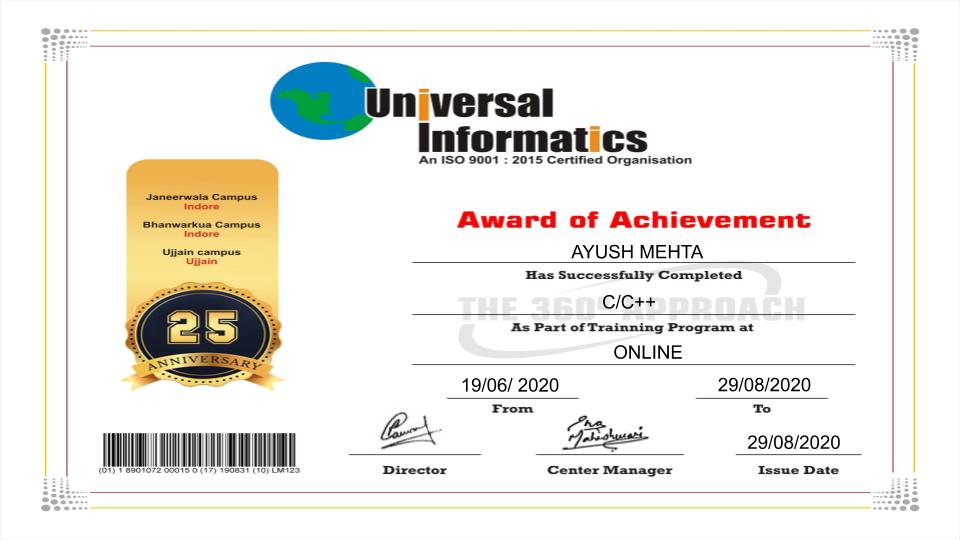 Universal
Informatics
An ISO 9001 : 2015 Certified Organisation
Janeerwala Campus
Indore
Bhanwarkua Campus
Indore
Ujjain campus
Ujjain
25
ANNIVERSARY
Award of Achievement
AYUSH MEHTA
Has Successfully Completed
THE 360° APPROACH
C/C++
As Part of Trainning Program at
ONLINE
19/06/ 2020
29/08/2020
From
To
Maheshwari
29/08/2020
Director
Center Manager
Issue Date
(01) 1 8901072 00015 0 (17) 190831 (10) LM123